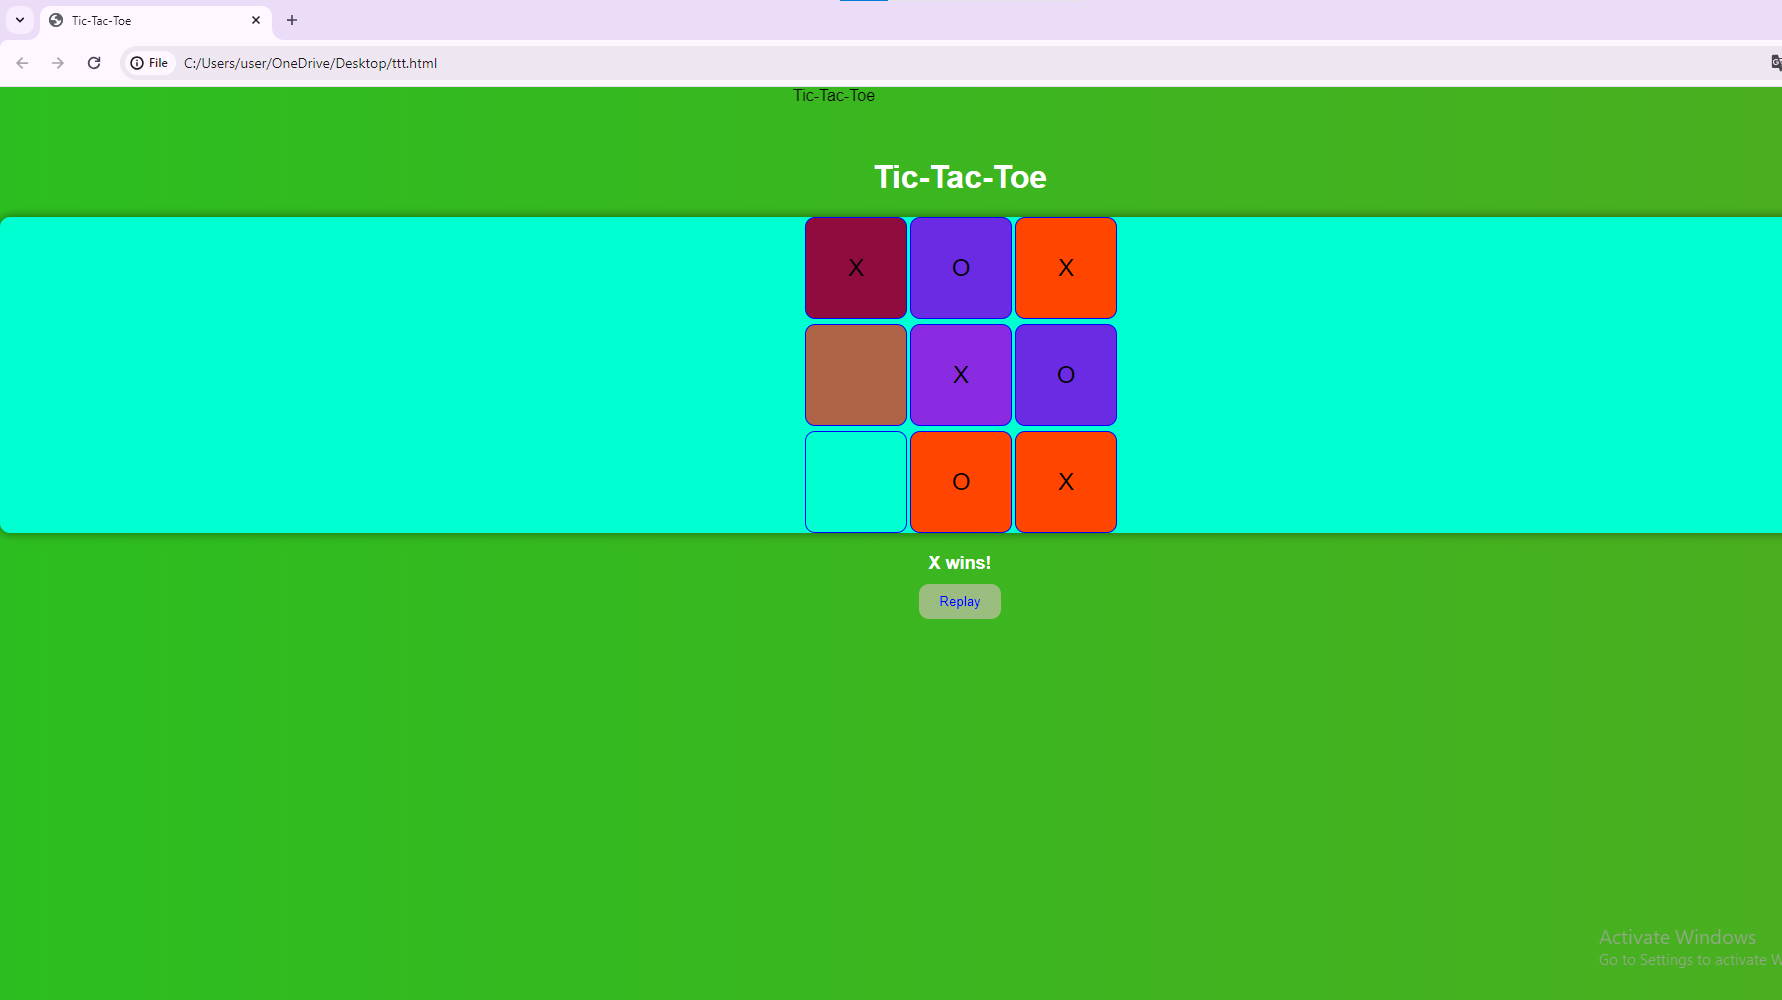 Tic-Tac-Toe
File C:/Users/user/OneDrive/Desktop/ttt.html
Tic-Tac-Toe
Tic-Tac-Toe
X O X
X O
O X
X wins!
Replay
Activate Windows
Go to Settings to activate